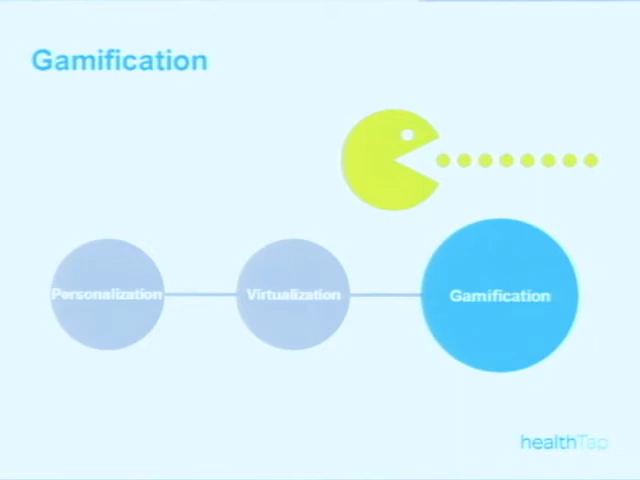 Gamification
Personalization
Virtualization
Gamification
healthTap